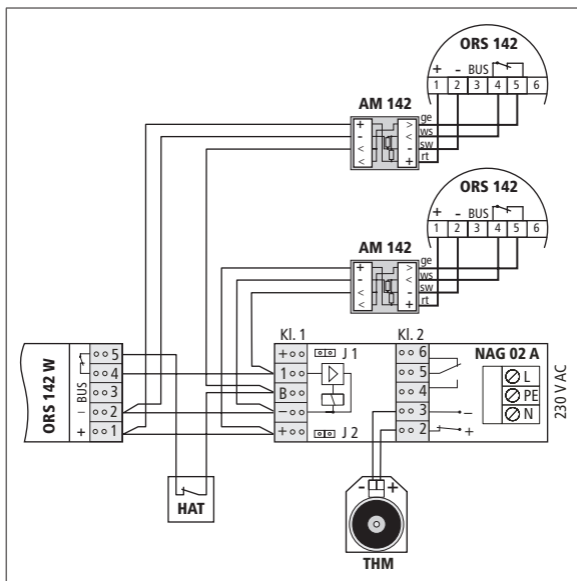 ORS 142
+ - BUS
1 2 3 4 5 6
AM 142
+ > ge
- < ws
< - sw
< + rt
ORS 142
+ - BUS
1 2 3 4 5 6
AM 142
+ > ge
- < ws
< - sw
< + rt
Kl. 1
Kl. 2
ORS 142 W
+ - BUS
5
4
3
2
1
+
1
B
-
+
J 1
J 2
6
5
4
3 -
2 +
NAG 02 A
L
PE
N
230 V AC
HAT
- +
THM